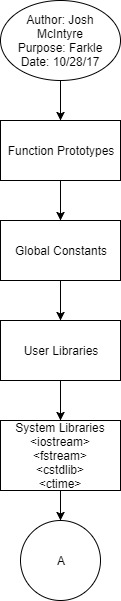 Author: Josh
McIntyre
Purpose: Farkle
Date: 10/28/17
Function Prototypes
Global Constants
User Libraries
System Libraries
<iostream>
<fstream>
<cstdlib>
<ctime>
A